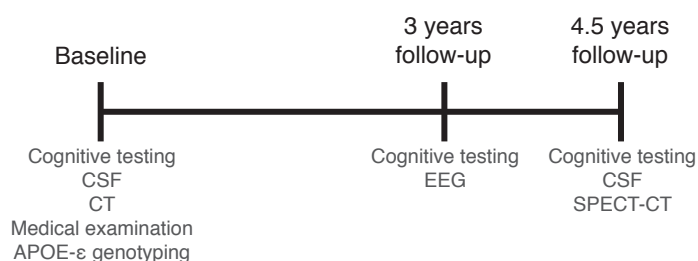 Baseline
3 years
follow-up
4.5 years
follow-up
Cognitive testing
CSF
CT
Medical examination
APOE-ε genotyping
Cognitive testing
EEG
Cognitive testing
CSF
SPECT-CT